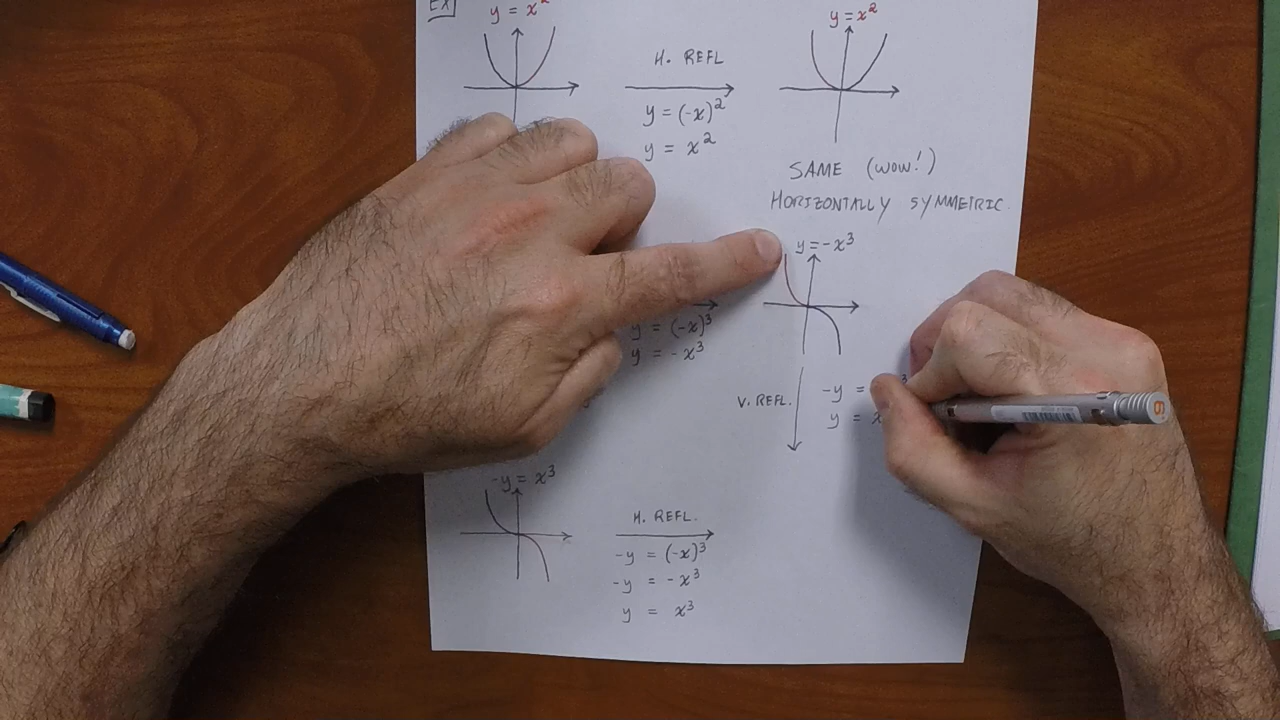 EX
y = x²
H. REFL
y = (-x)²
y = x²
y = x²
SAME (WOW!)
HORIZONTALLY SYMMETRIC.
y = -x³
y = (-x)³
y = -x³
V. REFL.
-y =
y = x
-y = x³
H. REFL.
-y = (-x)³
-y = -x³
y = x³